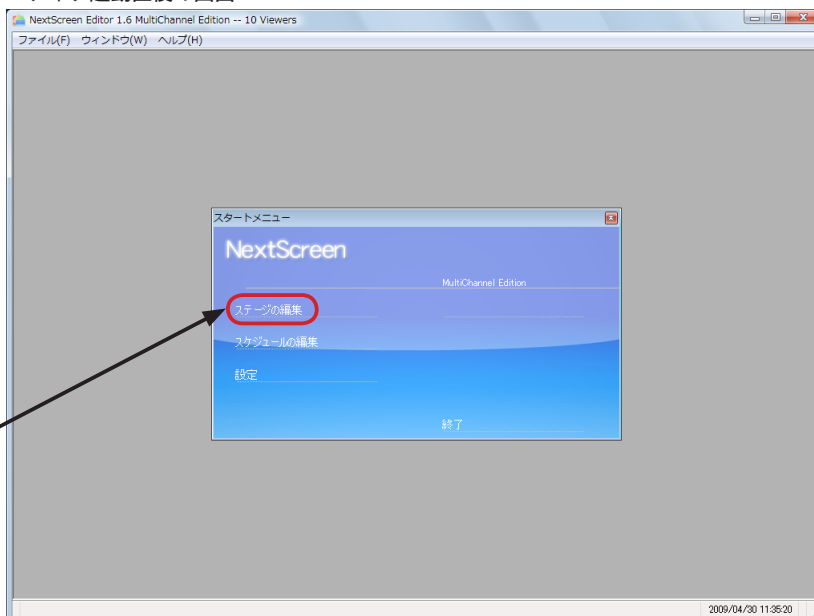 NextScreen Editor 1.6 MultiChannel Edition -- 10 Viewers
ファイル(F) ウィンドウ(W) ヘルプ(H)
スタートメニュー
NextScreen
MultiChannel Edition
ステージの編集
スケジュールの編集
設定
終了
2009/04/30 11:35:20